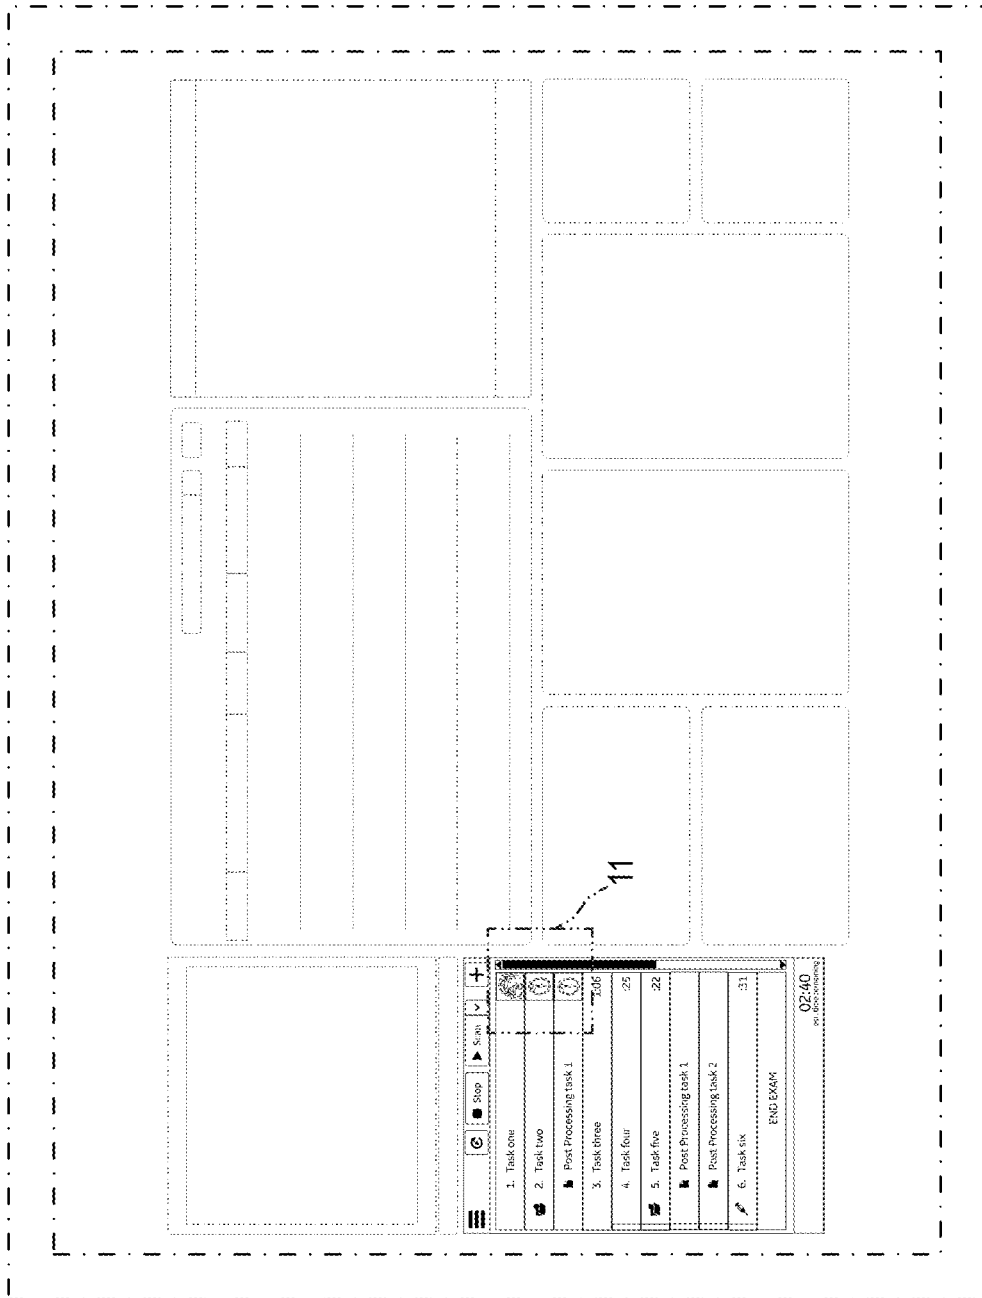 Stop
Scan
1. Task one
2. Task two
Post Processing task 1
3. Task three
1:06
4. Task four
:25
5. Task five
:22
Post Processing task 1
Post Processing task 2
6. Task six
:31
END EXAM
02:40
11